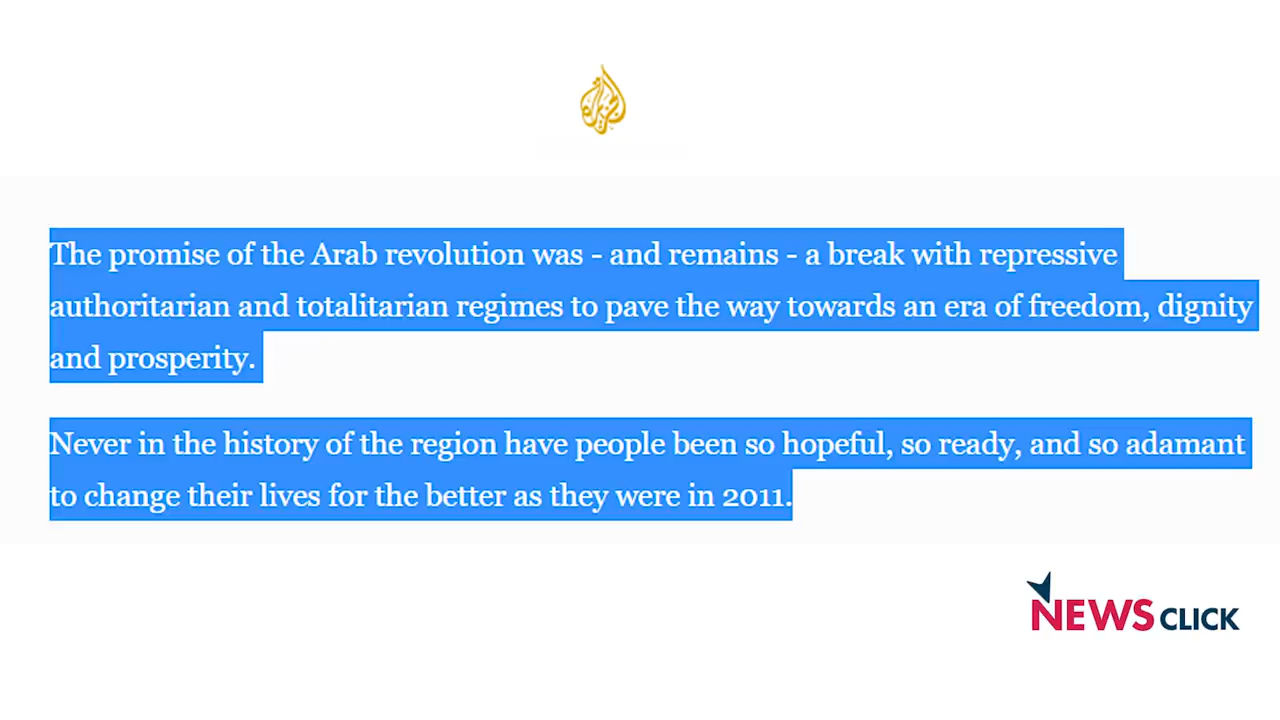 الجزيرة
The promise of the Arab revolution was - and remains - a break with repressive
authoritarian and totalitarian regimes to pave the way towards an era of freedom, dignity
and prosperity.
Never in the history of the region have people been so hopeful, so ready, and so adamant
to change their lives for the better as they were in 2011.
NEWSCLICK